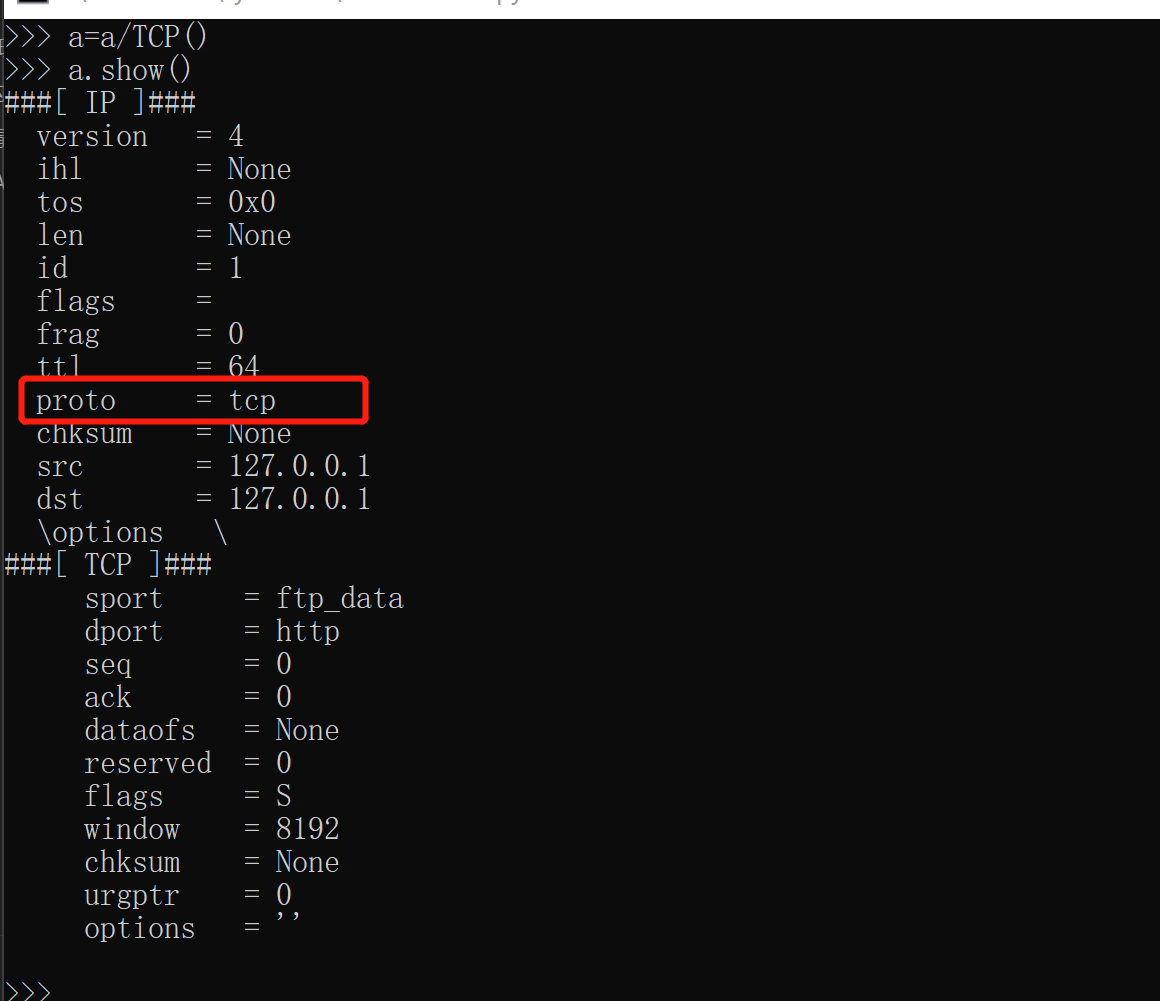 >>> a=a/TCP()
>>> a.show()
###[ IP ]###
  version   = 4
  ihl       = None
  tos       = 0x0
  len       = None
  id        = 1
  flags     =
  frag      = 0
  ttl       = 64
  proto     = tcp
  chksum    = None
  src       = 127.0.0.1
  dst       = 127.0.0.1
  \options   \
###[ TCP ]###
     sport     = ftp_data
     dport     = http
     seq       = 0
     ack       = 0
     dataofs   = None
     reserved  = 0
     flags     = S
     window    = 8192
     chksum    = None
     urgptr    = 0
     options   = ''
>>>